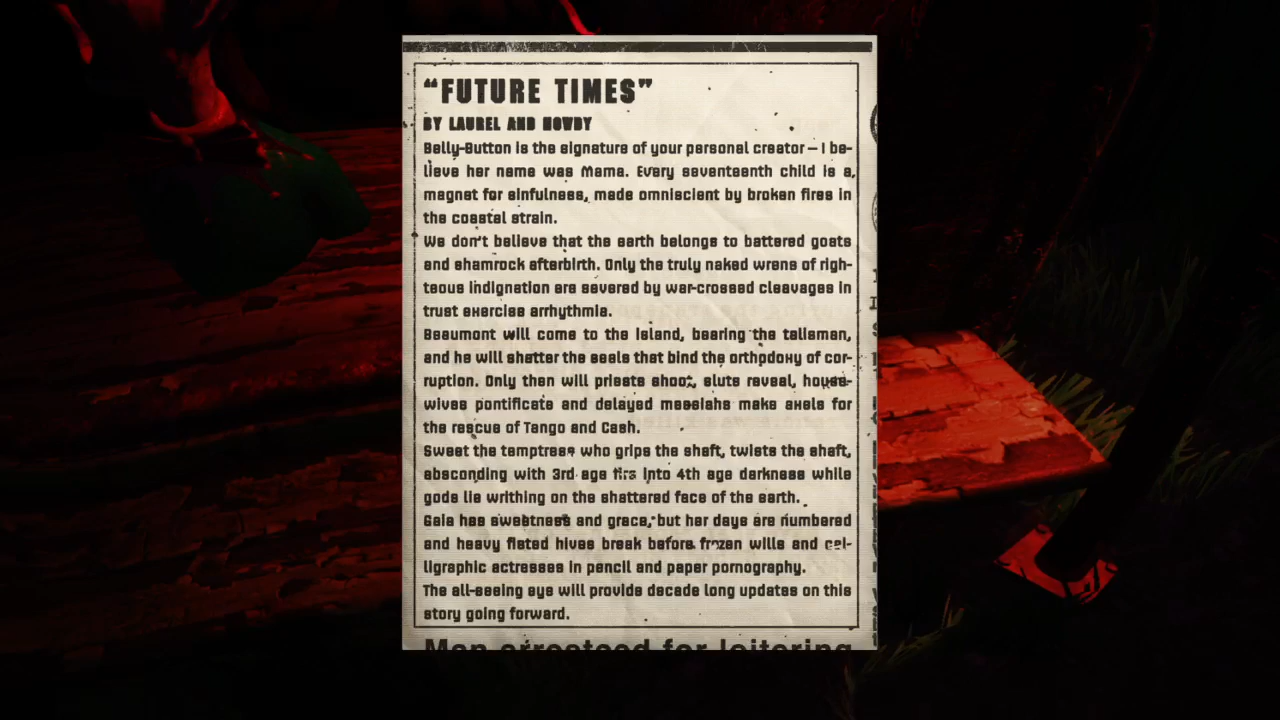 “FUTURE TIMES”
BY LAUREL AND HOWDY
Belly-Button is the signature of your personal creator – I be-
lieve her name was Mama. Every seventeenth child is a
magnet for sinfulness, made omniscient by broken fires in
the coastal strain.
We don't believe that the earth belongs to battered goats
and shamrock afterbirth. Only the truly naked wrens of righ-
teous indignation are severed by war-crossed cleavages in
trust exercise arrhythmia.
Beaumont will come to the island, bearing the talisman,
and he will shatter the seals that bind the orthpdoxy of cor-
ruption. Only then will priests shoot, sluts reveal, house-
wives pontificate and delayed messiahs make axels for
the rescue of Tango and Cash.
Sweet the temptress who grips the shaft, twists the shaft,
absconding with 3rd age fire into 4th age darkness while
gods lie writhing on the shattered face of the earth.
Gaia has sweetness and grace, but her days are numbered
and heavy fisted hives break before frozen wills and cal-
ligraphic actresses in pencil and paper pornography.
The all-seeing eye will provide decade long updates on this
story going forward.
Man arrestood for loitering